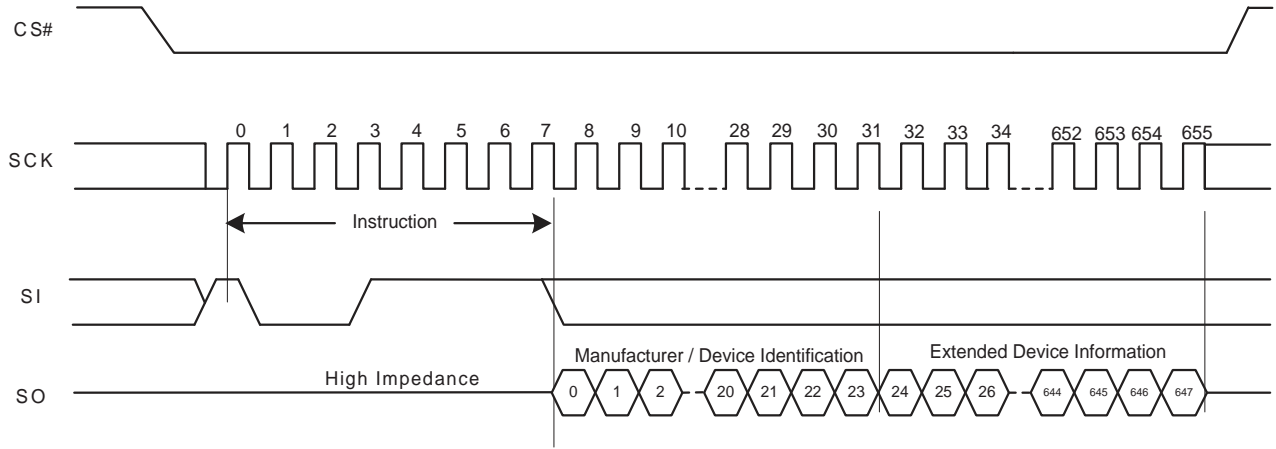 CS#
0 1 2 3 4 5 6 7 8 9 10 28 29 30 31 32 33 34 652 653 654 655
SCK
Instruction
SI
Manufacturer / Device Identification Extended Device Information
High Impedance
SO 0 1 2 20 21 22 23 24 25 26 644 645 646 647